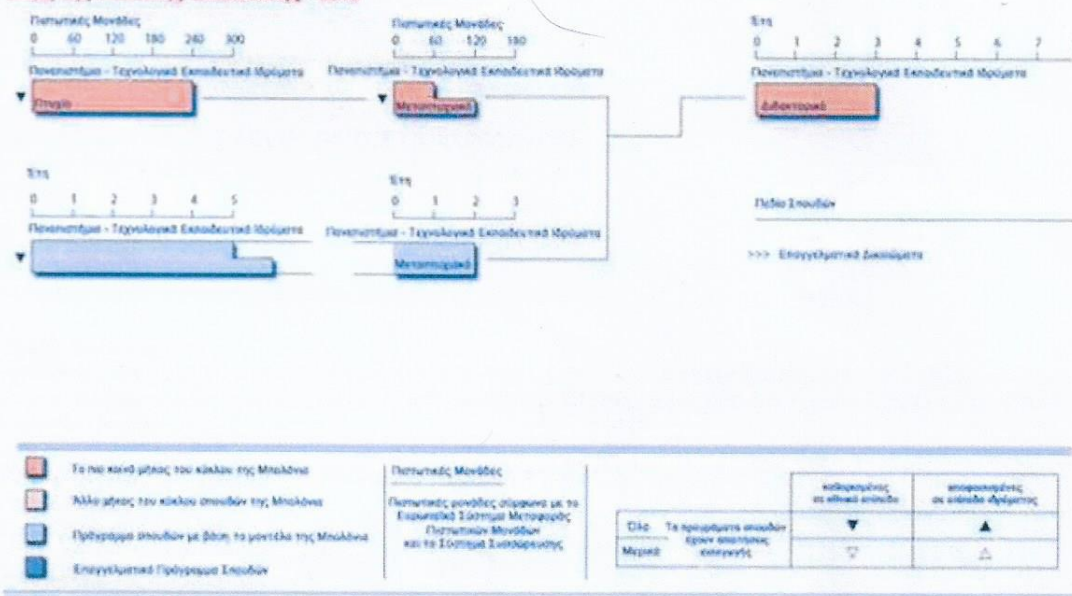 Πιστωτικές Μονάδες
0 60 120 180 240 300
Πανεπιστήμια - Τεχνολογικά Εκπαιδευτικά Ιδρύματα
Πτυχίο
Πιστωτικές Μονάδες
0 60 120 180
Πανεπιστήμια - Τεχνολογικά Εκπαιδευτικά Ιδρύματα
Μεταπτυχιακό
Έτη
0 1 2 3 4 5 6 7
Πανεπιστήμια - Τεχνολογικά Εκπαιδευτικά Ιδρύματα
Διδακτορικό
Έτη
0 1 2 3 4 5
Πανεπιστήμια - Τεχνολογικά Εκπαιδευτικά Ιδρύματα
Έτη
0 1 2 3
Πανεπιστήμια - Τεχνολογικά Εκπαιδευτικά Ιδρύματα
Μεταπτυχιακό
Πεδίο Σπουδών
>>> Επαγγελματικά Δικαιώματα
Το πιο κοινό μήκος του κύκλου της Μπολόνια
Άλλο μήκος του κύκλου σπουδών της Μπολόνια
Πρόγραμμα σπουδών με βάση το μοντέλο της Μπολόνια
Επαγγελματικό Πρόγραμμα Σπουδών
Πιστωτικές Μονάδες
Πιστωτικές μονάδες σύμφωνα με το
Ευρωπαϊκό Σύστημα Μεταφοράς
Πιστωτικών Μονάδων
και το Σύστημα Συσσώρευσης
καθορισμένες
σε εθνικό επίπεδο
αποφασισμένες
σε επίπεδο ιδρύματος
Όλα
Μερικά
Τα προγράμματα σπουδών
έχουν απαιτήσεις
εισαγωγής